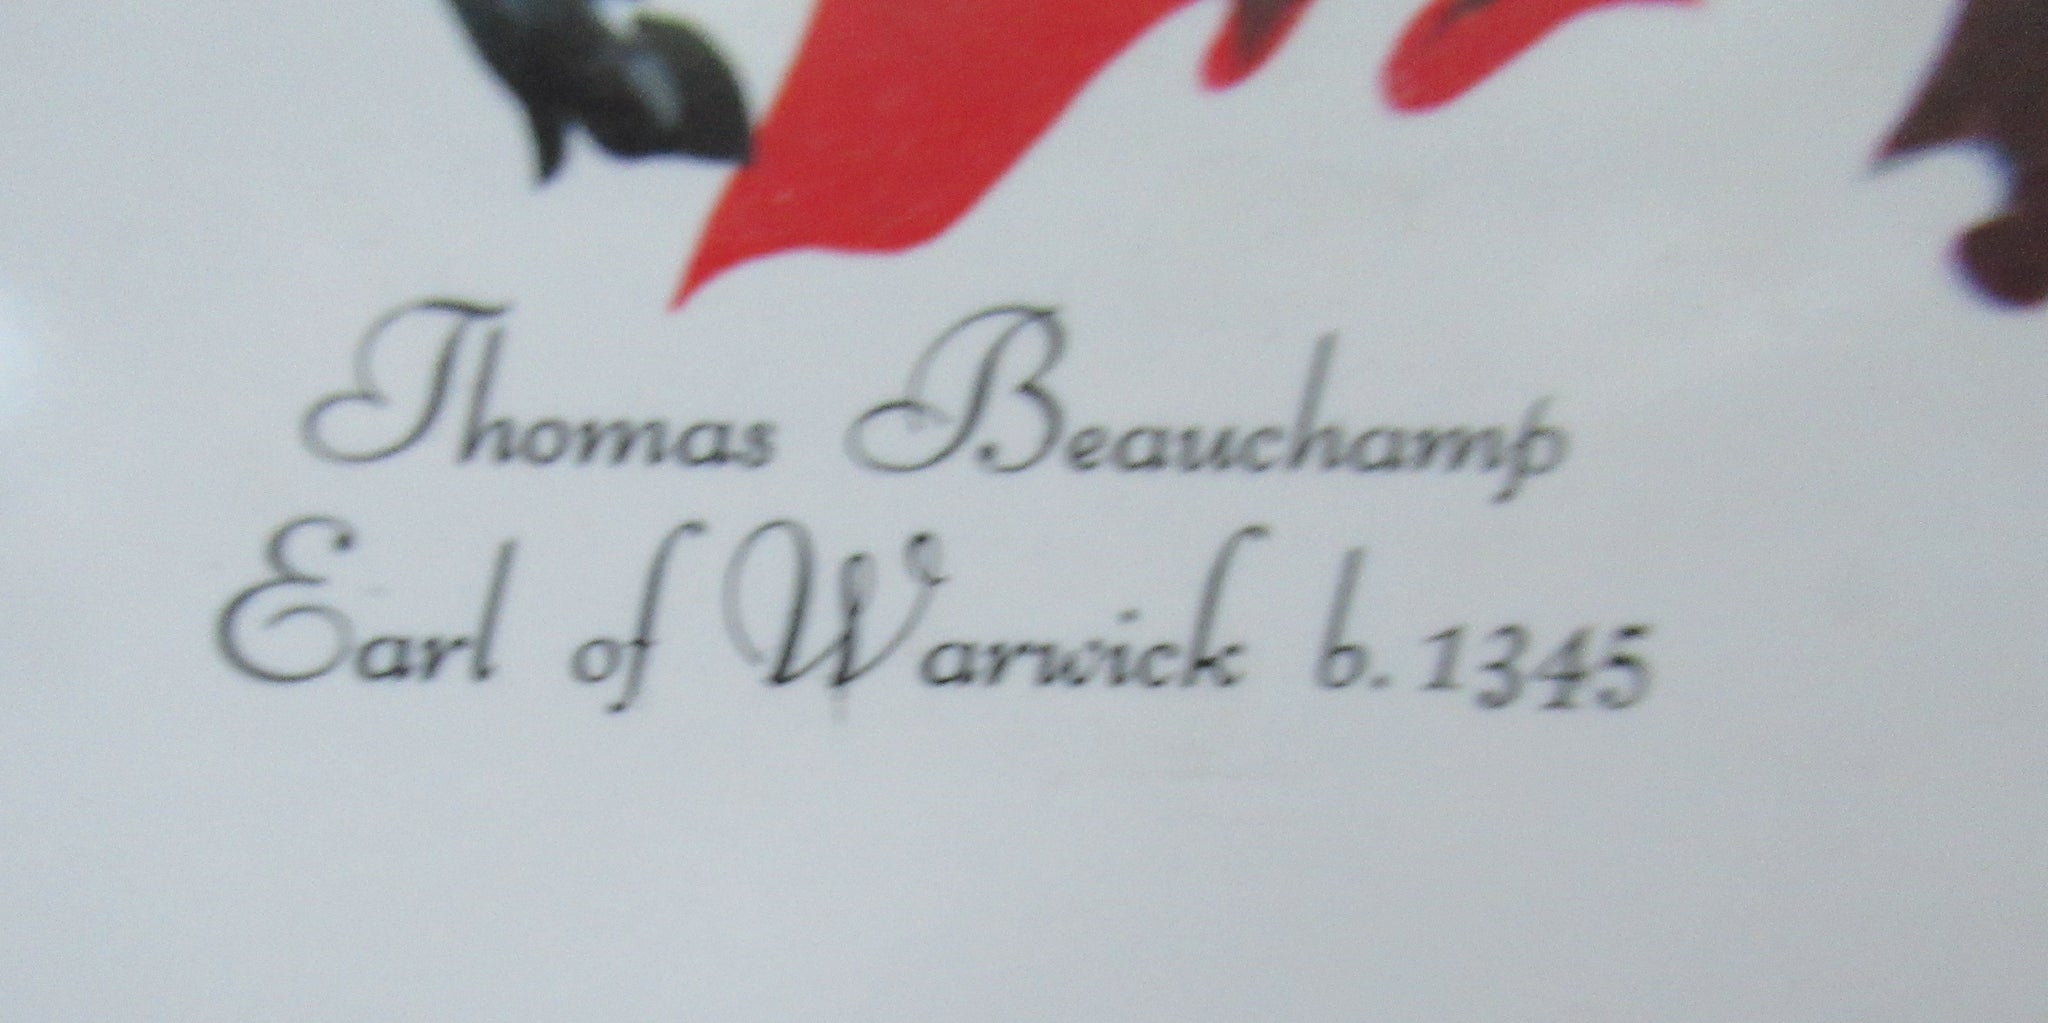 Thomas Beauchamp
Earl of Warwick b. 1345